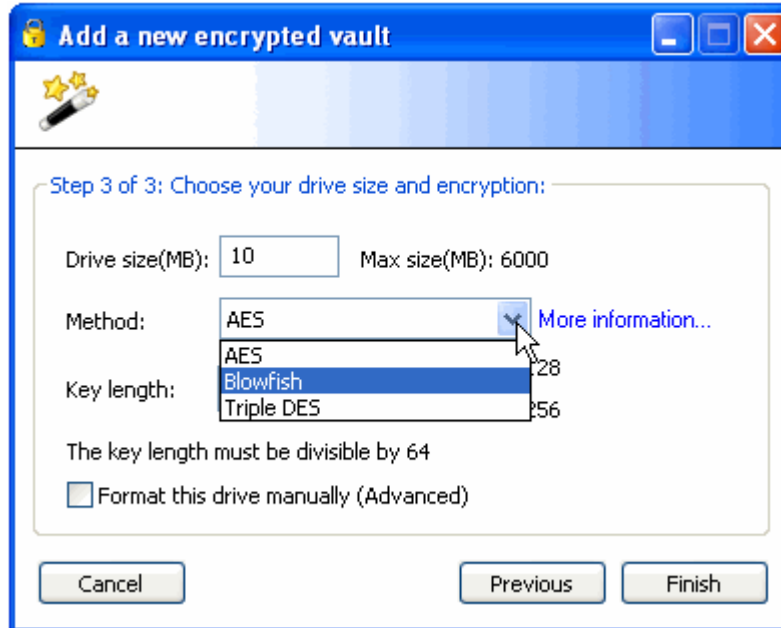 Add a new encrypted vault
Step 3 of 3: Choose your drive size and encryption:
Drive size(MB): 10 Max size(MB): 6000
Method: AES More information...
AES
Blowfish
Triple DES
Key length:
The key length must be divisible by 64
Format this drive manually (Advanced)
Cancel Previous Finish